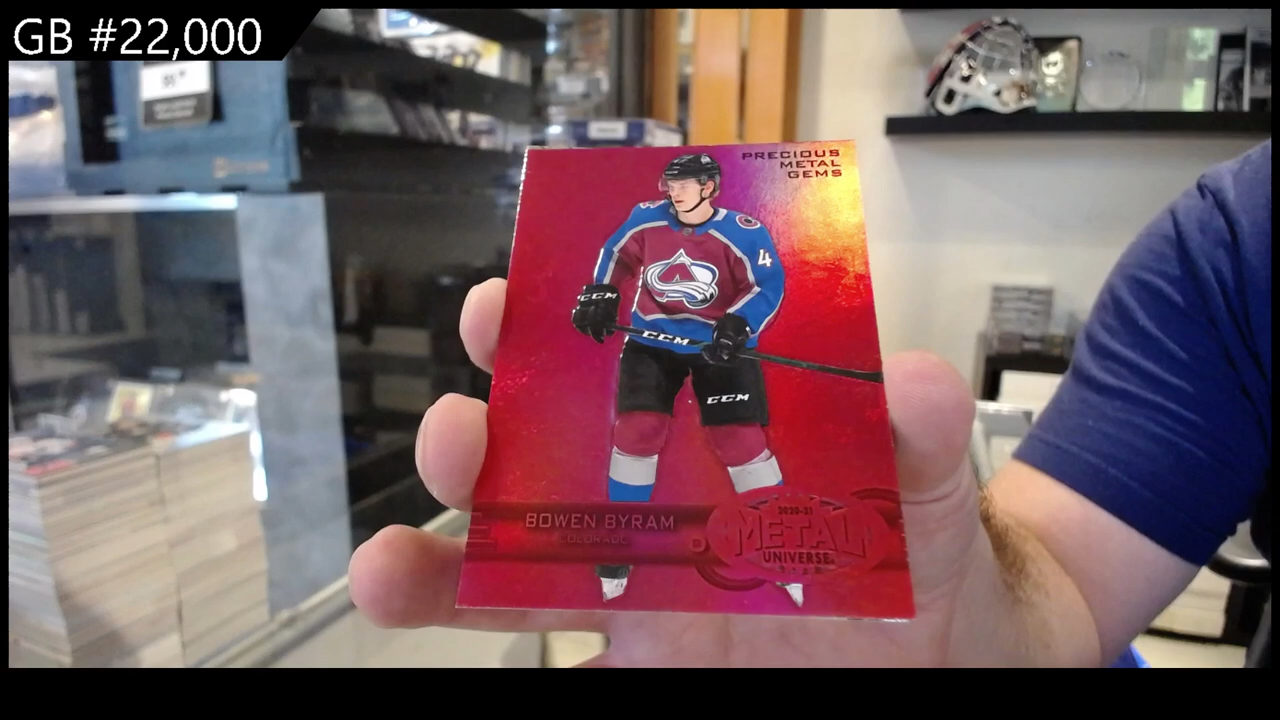 GB #22,000
PRECIOUS
METAL
GEMS
4
CCM
CCM
CCM
BOWEN BYRAM
COLORADO
2020-21
METAL
UNIVERSE